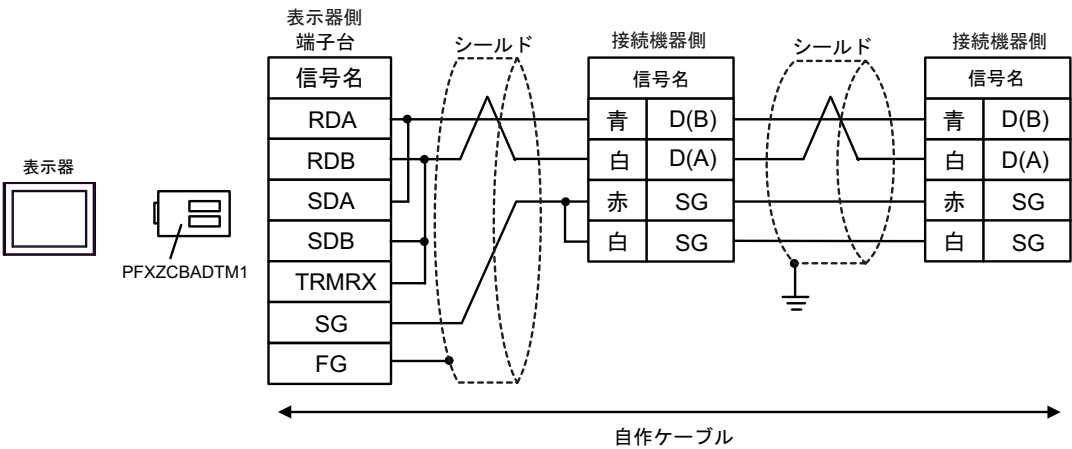 表示器
PFXZCBADTM1
表示器側
端子台
信号名
RDA
RDB
SDA
SDB
TRMRX
SG
FG
シールド
接続機器側
信号名
青 D(B)
白 D(A)
赤 SG
白 SG
シールド
接続機器側
信号名
青 D(B)
白 D(A)
赤 SG
白 SG
自作ケーブル